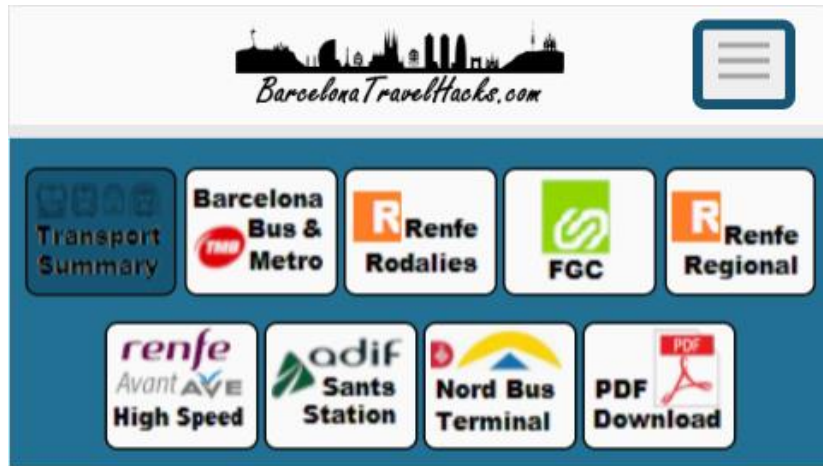 BarcelonaTravelHacks.com
Transport
Summary
Barcelona
TMB Bus &
Metro
R Renfe
Rodalies
FGC
R Renfe
Regional
renfe
Avant AVE
High Speed
adif
Sants
Station
Nord Bus
Terminal
PDF
PDF
Download